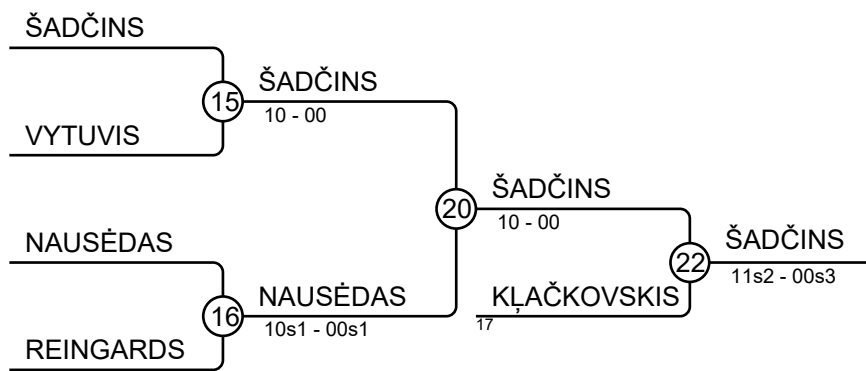 ŠADČINS
15
ŠADČINS
10 - 00
VYTUVIS
20
ŠADČINS
10 - 00
NAUSĖDAS
22
ŠADČINS
11s2 - 00s3
16
NAUSĖDAS
10s1 - 00s1
KĻAČKOVSKIS
17
REINGARDS